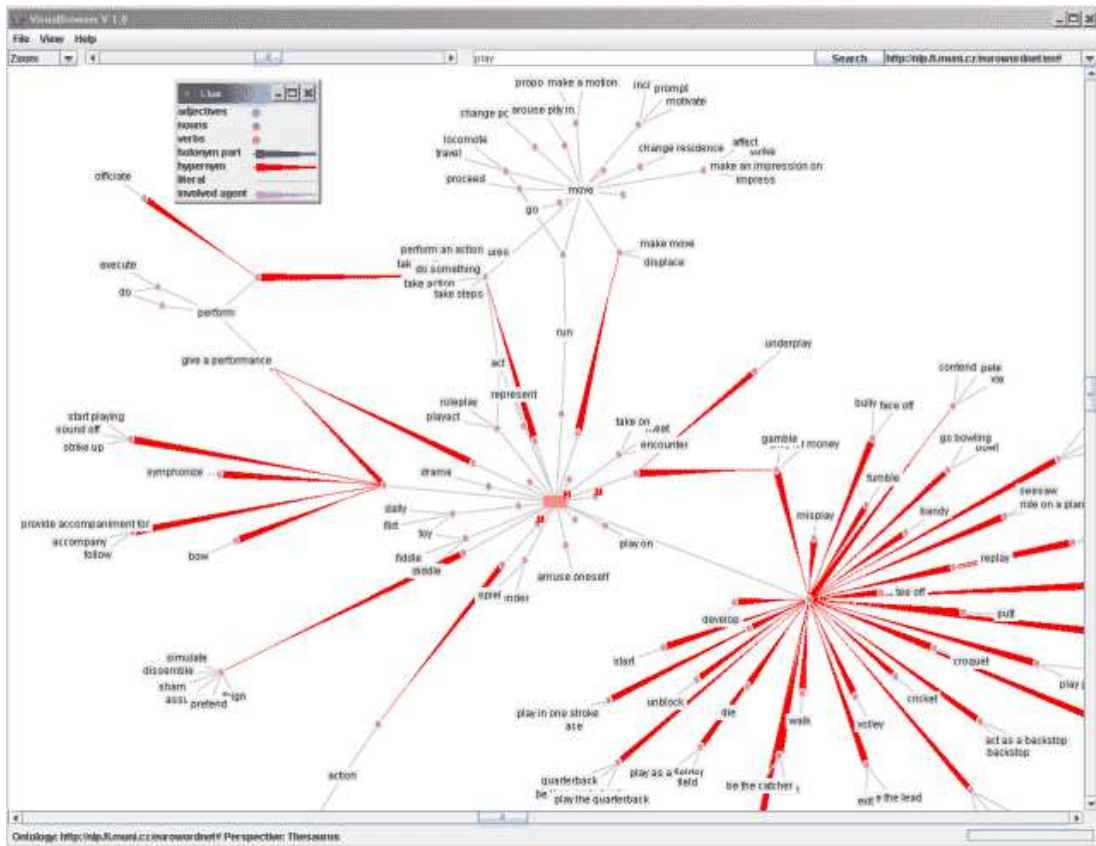 VisualBrowser V 1.0
File View Help
Zoom
play
Search
http://nlp.fi.muni.cz/eurowordnet/en#
adjectives
nouns
verbs
holonym part
hypernym
literal
involved agent
make a motion
prompt
motivate
arouse pity in
locomote
travel
change residence
affect
make an impression on
impress
proceed
move
officiate
go
perform an action
do something
take action
take steps
make move
displace
execute
do
perform
run
underplay
give a performance
act
represent
roleplay
playact
take on
encounter
start playing
sound off
strike up
symphonize
drama
gamble
bully
face off
go bowling
fumble
bandy
seesaw
misplay
provide accompaniment for
accompany
follow
bow
dally
flirt
toy
fiddle
diddle
play on
amuse oneself
replay
tee off
putt
develop
start
croquet
cricket
simulate
dissemble
sham
pretend
play in one stroke
ace
unblock
die
walk
volley
act as a backstop
backstop
action
quarterback
play the quarterback
play as a fielder
field
be the catcher
exit
Ontology: http://nlp.fi.muni.cz/eurowordnet# Perspective: Thesaurus